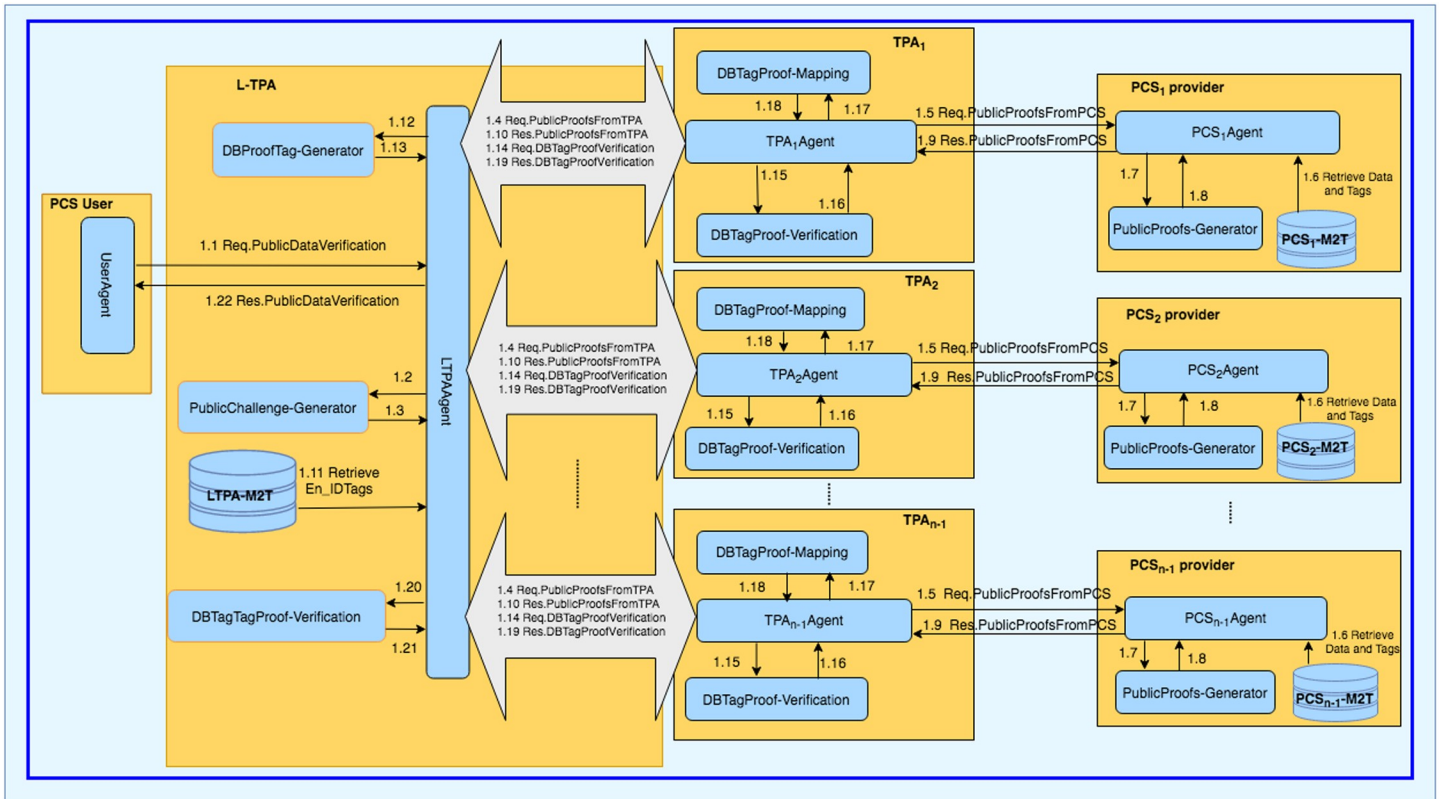 L-TPA
DBProofTag-Generator
1.12
1.13
PCS User
UserAgent
1.1 Req.PublicDataVerification
1.22 Res.PublicDataVerification
PublicChallenge-Generator
1.2
1.3
LTPA-M2T
1.11 Retrieve
En_IDTags
DBTagTagProof-Verification
1.20
1.21
LTPAAgent
1.4 Req.PublicProofsFromTPA
1.10 Res.PublicProofsFromTPA
1.14 Req.DBTagProofVerification
1.19 Res.DBTagProofVerification
1.4 Req.PublicProofsFromTPA
1.10 Res.PublicProofsFromTPA
1.14 Req.DBTagProofVerification
1.19 Res.DBTagProofVerification
1.4 Req.PublicProofsFromTPA
1.10 Res.PublicProofsFromTPA
1.14 Req.DBTagProofVerification
1.19 Res.DBTagProofVerification
TPA1
DBTagProof-Mapping
1.18
1.17
TPA1Agent
1.15
1.16
DBTagProof-Verification
1.5 Req.PublicProofsFromPCS
1.9 Res.PublicProofsFromPCS
PCS1 provider
PCS1Agent
1.7
1.8
1.6 Retrieve Data
and Tags
PublicProofs-Generator
PCS1-M2T
TPA2
DBTagProof-Mapping
1.18
1.17
TPA2Agent
1.15
1.16
DBTagProof-Verification
1.5 Req.PublicProofsFromPCS
1.9 Res.PublicProofsFromPCS
PCS2 provider
PCS2Agent
1.7
1.8
1.6 Retrieve Data
and Tags
PublicProofs-Generator
PCS2-M2T
TPAn-1
DBTagProof-Mapping
1.18
1.17
TPAn-1Agent
1.15
1.16
DBTagProof-Verification
1.5 Req.PublicProofsFromPCS
1.9 Res.PublicProofsFromPCS
PCSn-1 provider
PCSn-1Agent
1.7
1.8
1.6 Retrieve
Data and Tags
PublicProofs-Generator
PCSn-1-M2T